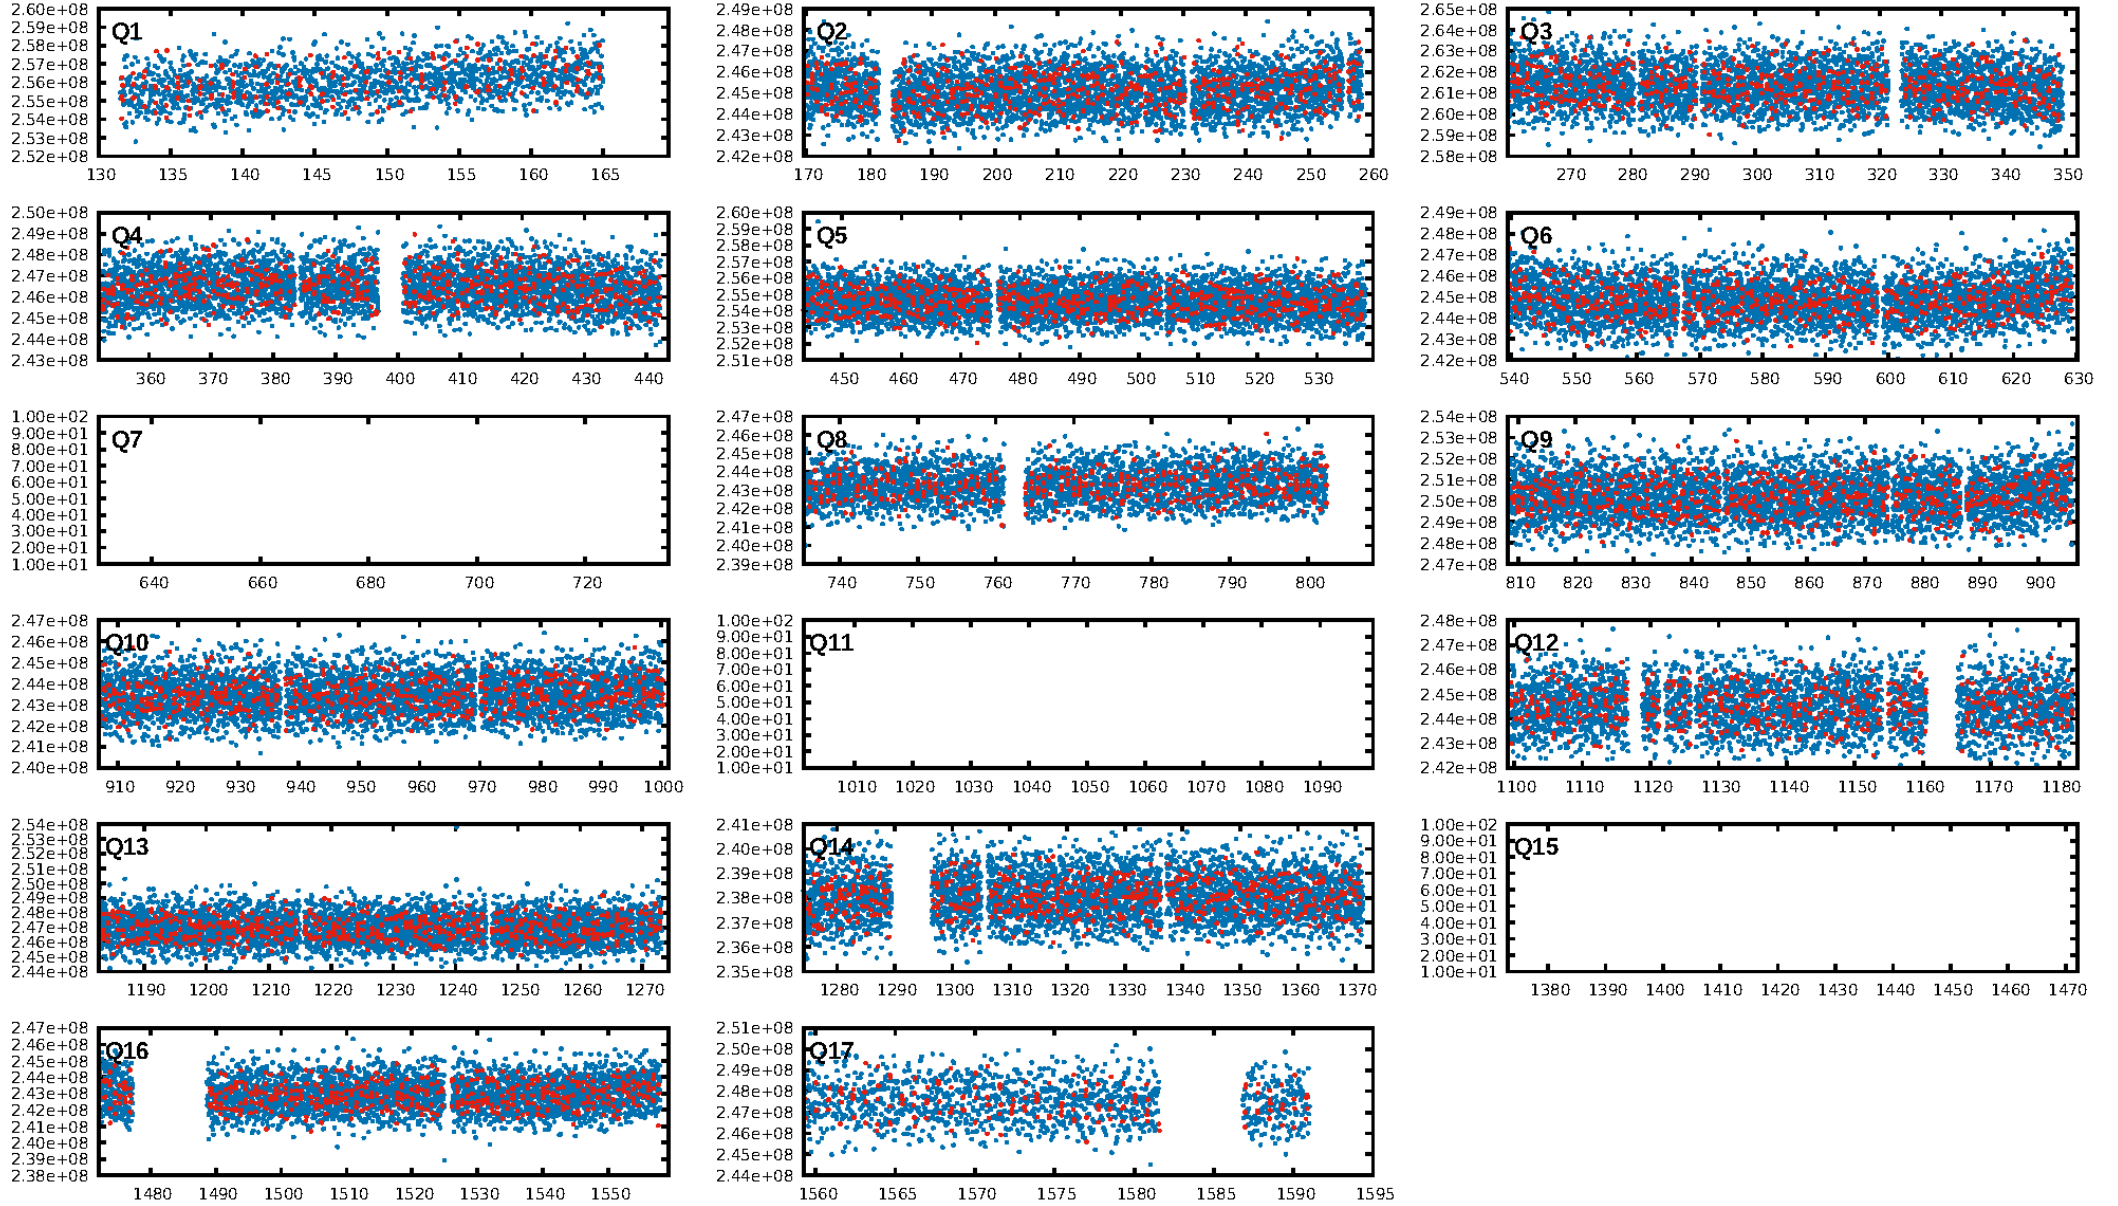 Q1
2.60e+08
2.59e+08
2.58e+08
2.57e+08
2.56e+08
2.55e+08
2.54e+08
2.53e+08
2.52e+08
130 135 140 145 150 155 160 165
Q2
2.49e+08
2.48e+08
2.47e+08
2.46e+08
2.45e+08
2.44e+08
2.43e+08
2.42e+08
170 180 190 200 210 220 230 240 250 260
Q3
2.65e+08
2.64e+08
2.63e+08
2.62e+08
2.61e+08
2.60e+08
2.59e+08
2.58e+08
270 280 290 300 310 320 330 340 350
Q4
2.50e+08
2.49e+08
2.48e+08
2.47e+08
2.46e+08
2.45e+08
2.44e+08
2.43e+08
360 370 380 390 400 410 420 430 440
Q5
2.60e+08
2.59e+08
2.58e+08
2.57e+08
2.56e+08
2.55e+08
2.54e+08
2.53e+08
2.52e+08
2.51e+08
450 460 470 480 490 500 510 520 530
Q6
2.49e+08
2.48e+08
2.47e+08
2.46e+08
2.45e+08
2.44e+08
2.43e+08
2.42e+08
540 550 560 570 580 590 600 610 620 630
Q7
1.00e+02
9.00e+01
8.00e+01
7.00e+01
6.00e+01
5.00e+01
4.00e+01
3.00e+01
2.00e+01
1.00e+01
640 660 680 700 720
Q8
2.47e+08
2.46e+08
2.45e+08
2.44e+08
2.43e+08
2.42e+08
2.41e+08
2.40e+08
2.39e+08
740 750 760 770 780 790 800
Q9
2.54e+08
2.53e+08
2.52e+08
2.51e+08
2.50e+08
2.49e+08
2.48e+08
2.47e+08
810 820 830 840 850 860 870 880 890 900
Q10
2.47e+08
2.46e+08
2.45e+08
2.44e+08
2.43e+08
2.42e+08
2.41e+08
2.40e+08
910 920 930 940 950 960 970 980 990 1000
Q11
1.00e+02
9.00e+01
8.00e+01
7.00e+01
6.00e+01
5.00e+01
4.00e+01
3.00e+01
2.00e+01
1.00e+01
1010 1020 1030 1040 1050 1060 1070 1080 1090
Q12
2.48e+08
2.47e+08
2.46e+08
2.45e+08
2.44e+08
2.43e+08
2.42e+08
1100 1110 1120 1130 1140 1150 1160 1170 1180
Q13
2.54e+08
2.53e+08
2.52e+08
2.51e+08
2.50e+08
2.49e+08
2.48e+08
2.47e+08
2.46e+08
2.45e+08
2.44e+08
1190 1200 1210 1220 1230 1240 1250 1260 1270
Q14
2.41e+08
2.40e+08
2.39e+08
2.38e+08
2.37e+08
2.36e+08
2.35e+08
1280 1290 1300 1310 1320 1330 1340 1350 1360 1370
Q15
1.00e+02
9.00e+01
8.00e+01
7.00e+01
6.00e+01
5.00e+01
4.00e+01
3.00e+01
2.00e+01
1.00e+01
1380 1390 1400 1410 1420 1430 1440 1450 1460 1470
Q16
2.47e+08
2.46e+08
2.45e+08
2.44e+08
2.43e+08
2.42e+08
2.41e+08
2.40e+08
2.39e+08
2.38e+08
1480 1490 1500 1510 1520 1530 1540 1550
Q17
2.51e+08
2.50e+08
2.49e+08
2.48e+08
2.47e+08
2.46e+08
2.45e+08
2.44e+08
1560 1565 1570 1575 1580 1585 1590 1595